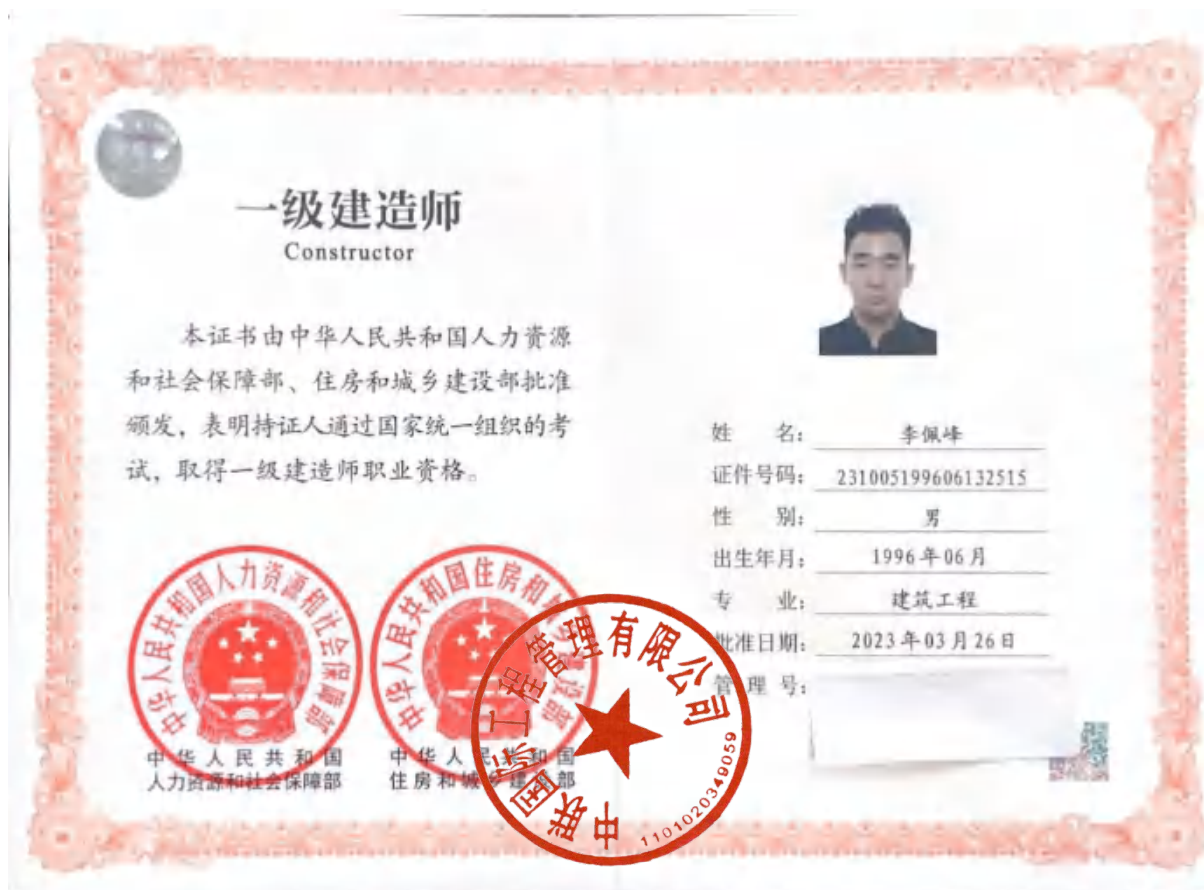 一级建造师
Constructor
本证书由中华人民共和国人力资源
和社会保障部、住房和城乡建设部批准
颁发，表明持证人通过国家统一组织的考
试，取得一级建造师职业资格。
姓 名： 李佩峰
证件号码： 231005199606132515
性 别： 男
出生年月： 1996年06月
专 业： 建筑工程
批准日期： 2023年03月26日
管 理 号：
中华人民共和国人力资源和社会保障部
中华人民共和国住房和
设部
中华人民共和国
人力资源和社会保障部
中华人民共和国
住房和城乡建设部
中联国际工程管理有限公司
1101020349059